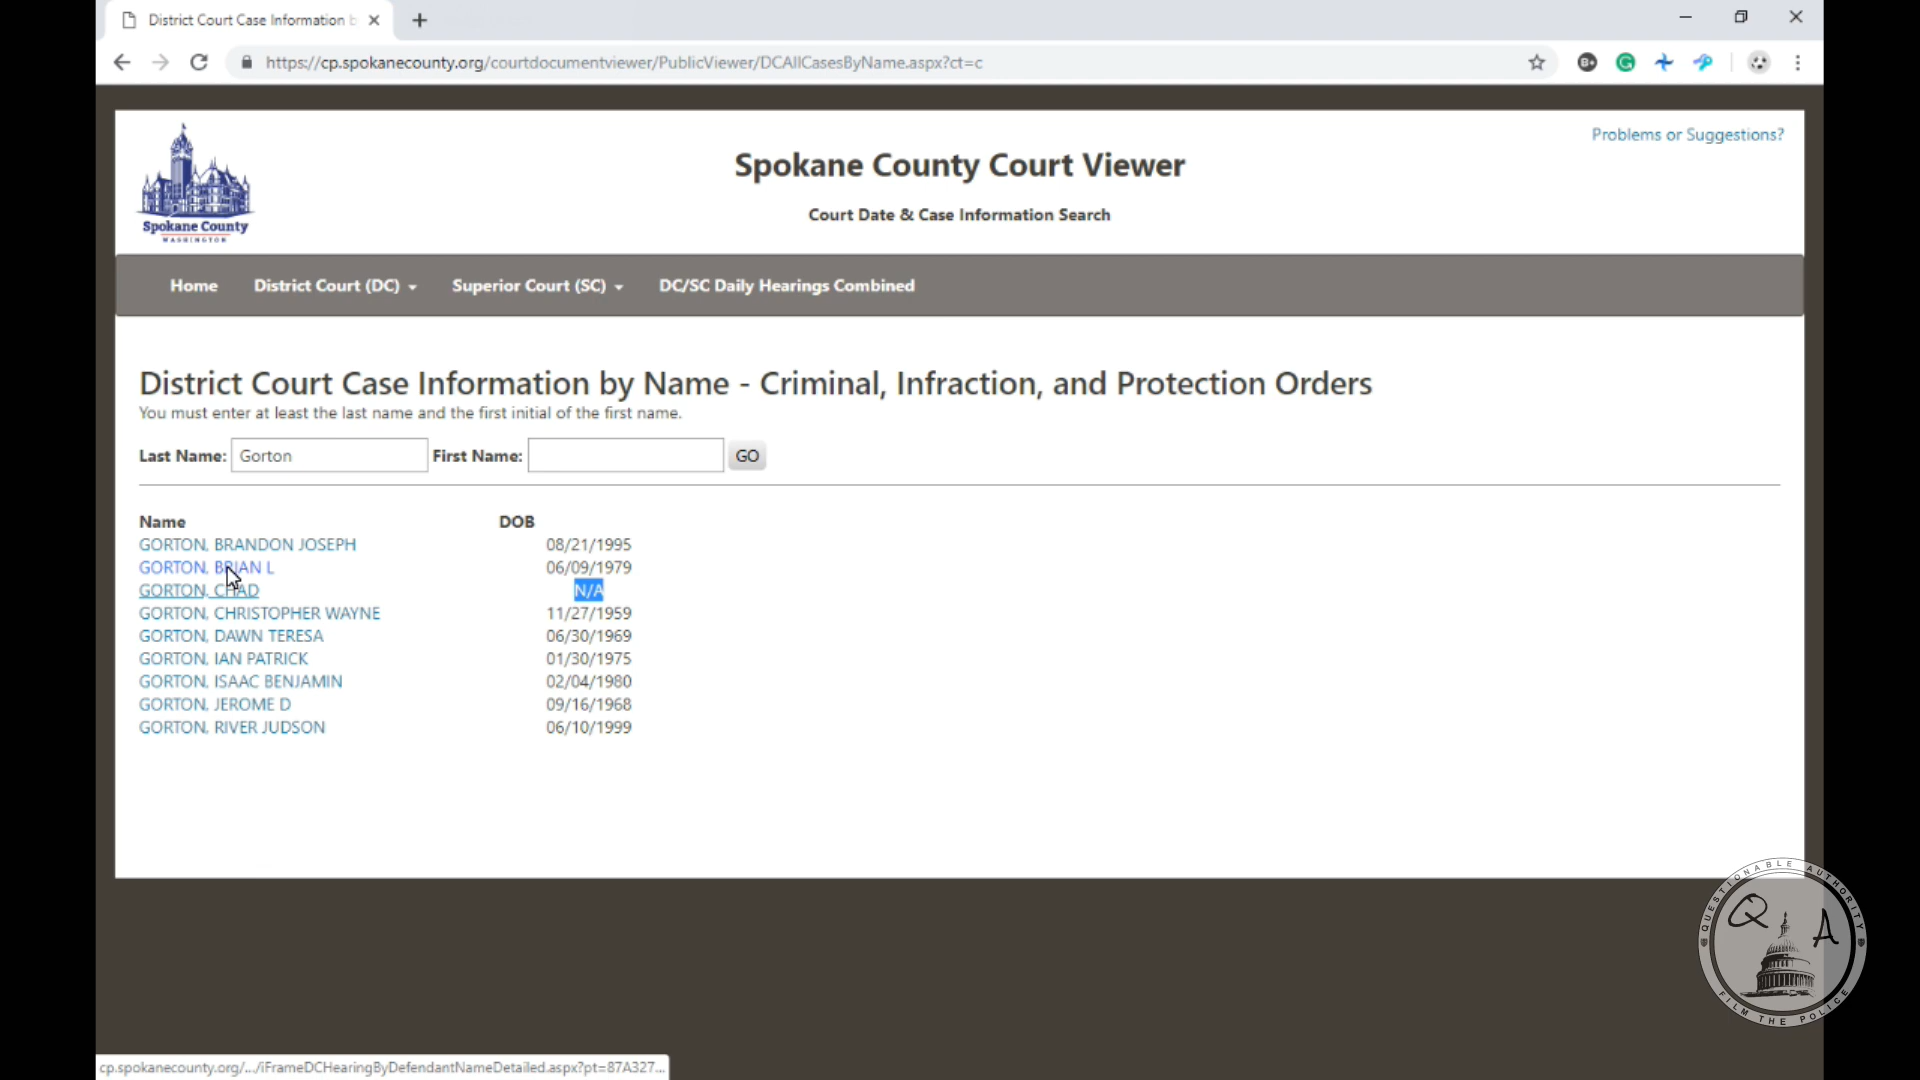 District Court Case Information b
https://cp.spokanecounty.org/courtdocumentviewer/PublicViewer/DCAllCasesByName.aspx?ct=c
Problems or Suggestions?
Spokane County
WASHINGTON
Spokane County Court Viewer
Court Date & Case Information Search
Home District Court (DC) Superior Court (SC) DC/SC Daily Hearings Combined
District Court Case Information by Name - Criminal, Infraction, and Protection Orders
You must enter at least the last name and the first initial of the first name.
Last Name: Gorton First Name: GO
Name DOB
GORTON, BRANDON JOSEPH 08/21/1995
GORTON, BRIAN L 06/09/1979
GORTON, CHAD N/A
GORTON, CHRISTOPHER WAYNE 11/27/1959
GORTON, DAWN TERESA 06/30/1969
GORTON, IAN PATRICK 01/30/1975
GORTON, ISAAC BENJAMIN 02/04/1980
GORTON, JEROME D 09/16/1968
GORTON, RIVER JUDSON 06/10/1999
QUESTIONABLE AUTHORITY
Q A
FILM THE POLICE
cp.spokanecounty.org/.../iFrameDCHearingByDefendantNameDetailed.aspx?pt=87A327...